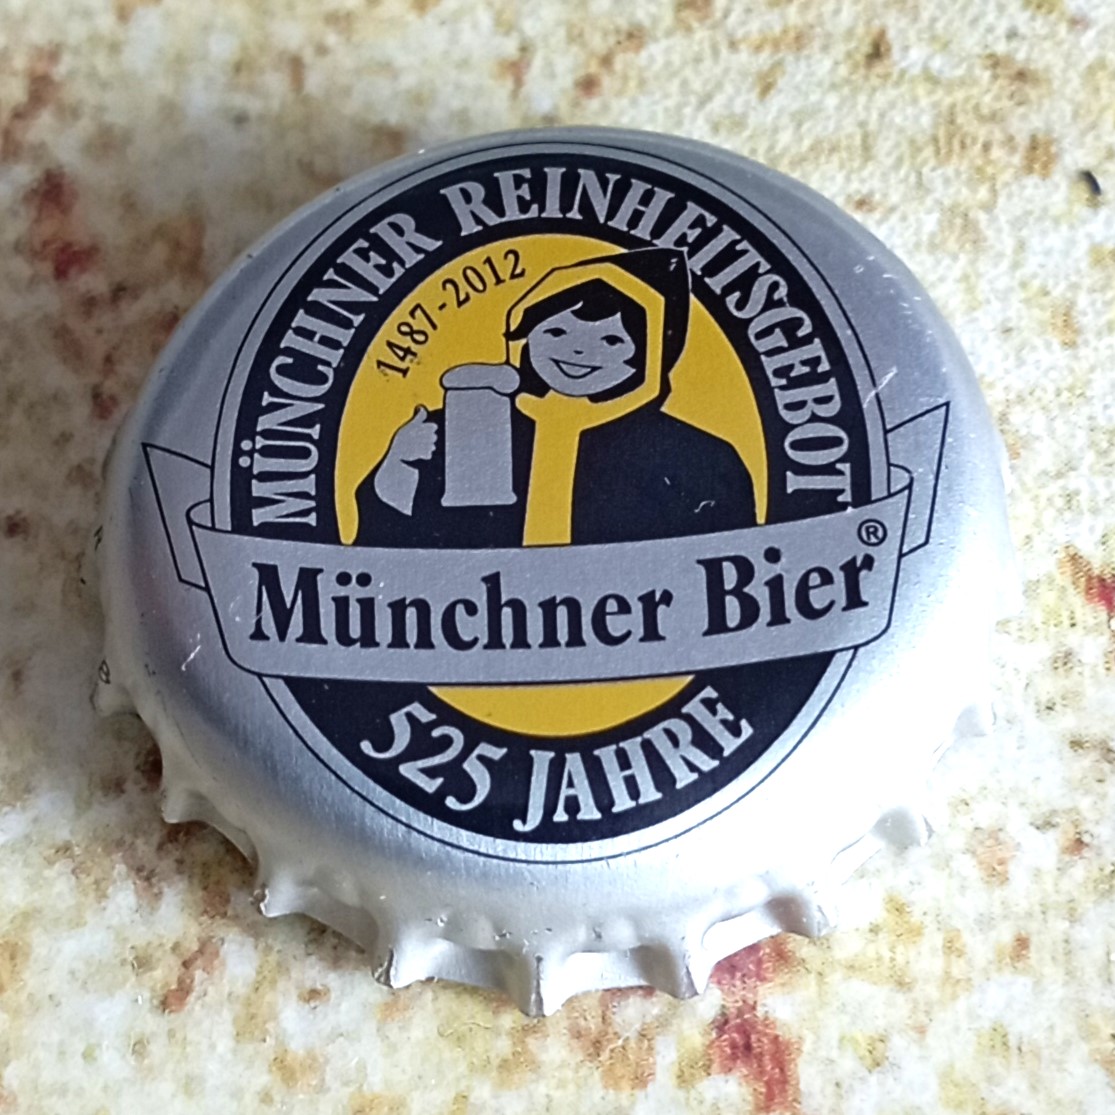 MÜNCHNER REINHEITSGEBOT
1487-2012
Münchner Bier®
525 JAHRE